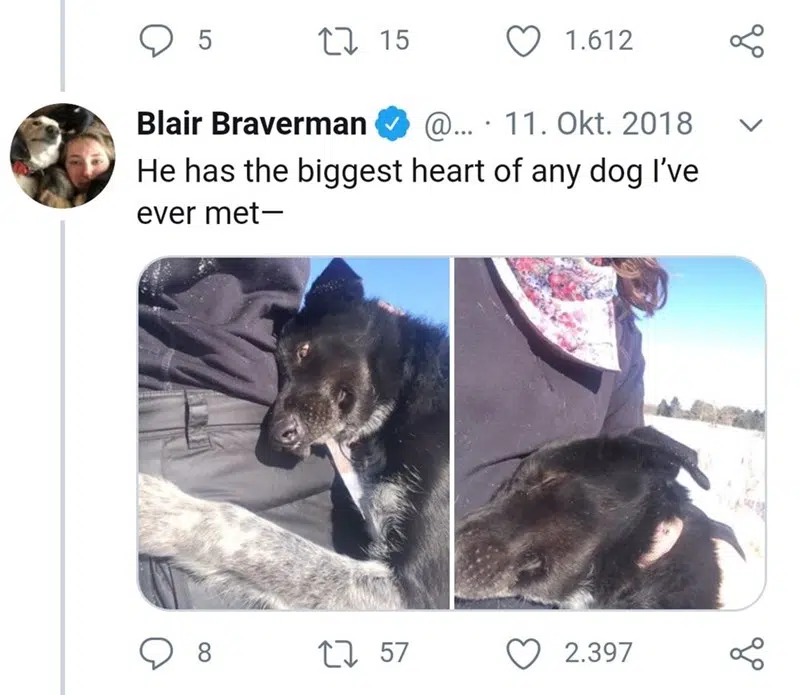 5 15 1.612
Blair Braverman @... · 11. Okt. 2018
He has the biggest heart of any dog I've
ever met—
8 57 2.397